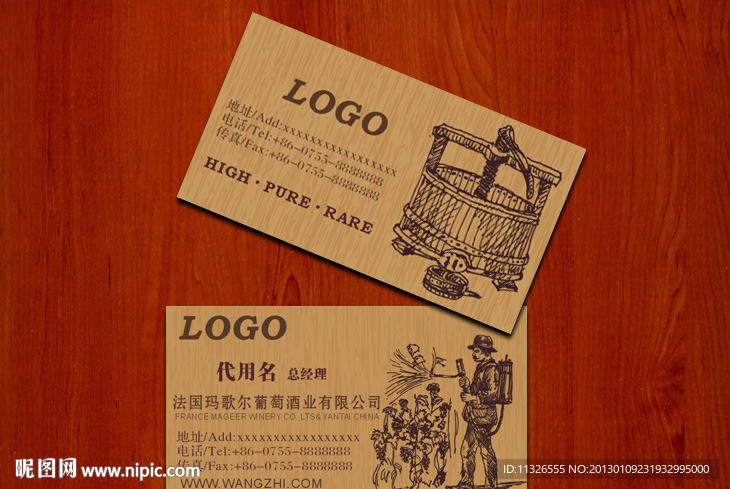 LOGO
地址/Add:xxxxxxxxxxxxxxxxx
电话/Tel:+86-0755-8888888
传真/Fax:+86-0755-8888888
HIGH·PURE·RARE
LOGO
代用名 总经理
法国玛歌尔葡萄酒业有限公司
FRANCE MAGEER WINERY CO.,LTS& YANTAI CHINA
地址/Add:xxxxxxxxxxxxxxxxx
电话/Tel:+86-0755-8888888
传真/Fax:+86-0755-8888888
WWW.WANGZHI.COM
昵图网 www.nipic.com
ID:11326555 NO:20130109231932995000